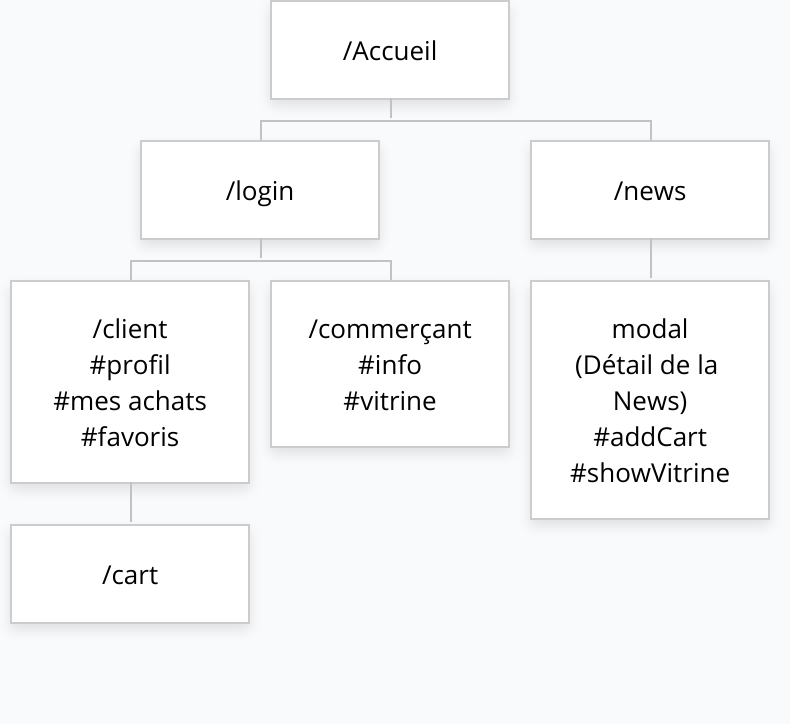 /Accueil
/login
/news
/client
#profil
#mes achats
#favoris
/commerçant
#info
#vitrine
modal
(Détail de la
News)
#addCart
#showVitrine
/cart